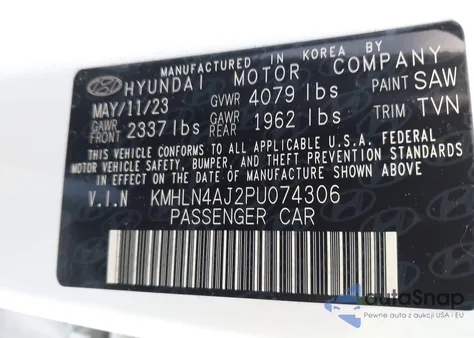 MANUFACTURED IN KOREA BY
HYUNDAI MOTOR COMPANY
MAY/11/23 GVWR 4079 lbs PAINT SAW
GAWR FRONT 2337 lbs GAWR REAR 1962 lbs TRIM TVN
THIS VEHICLE CONFORMS TO ALL APPLICABLE U.S.A. FEDERAL
MOTOR VEHICLE SAFETY, BUMPER, AND THEFT PREVENTION STANDARDS
IN EFFECT ON THE DATE OF MANUFACTURE SHOWN ABOVE.
V.I.N KMHLN4AJ2PU074306
PASSENGER CAR
autoSnap
Pewne auta z aukcji USA i EU